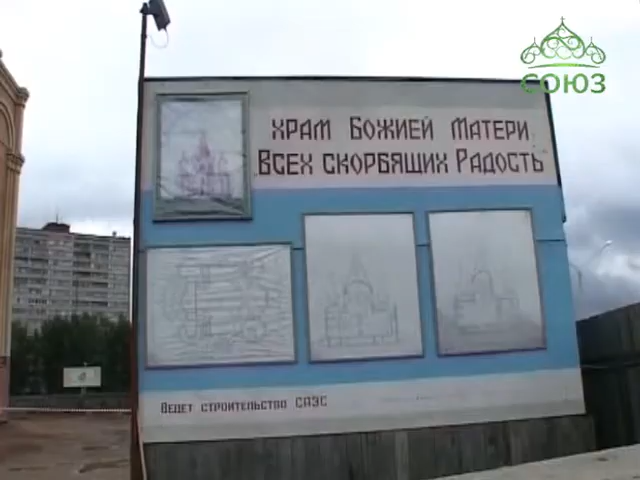 СОЮЗ
ХРАМ БОЖИЕЙ МАТЕРИ
ВСЕХ СКОРБЯЩИХ РАДОСТЬ
ВЕДЕТ СТРОИТЕЛЬСТВО САЭС